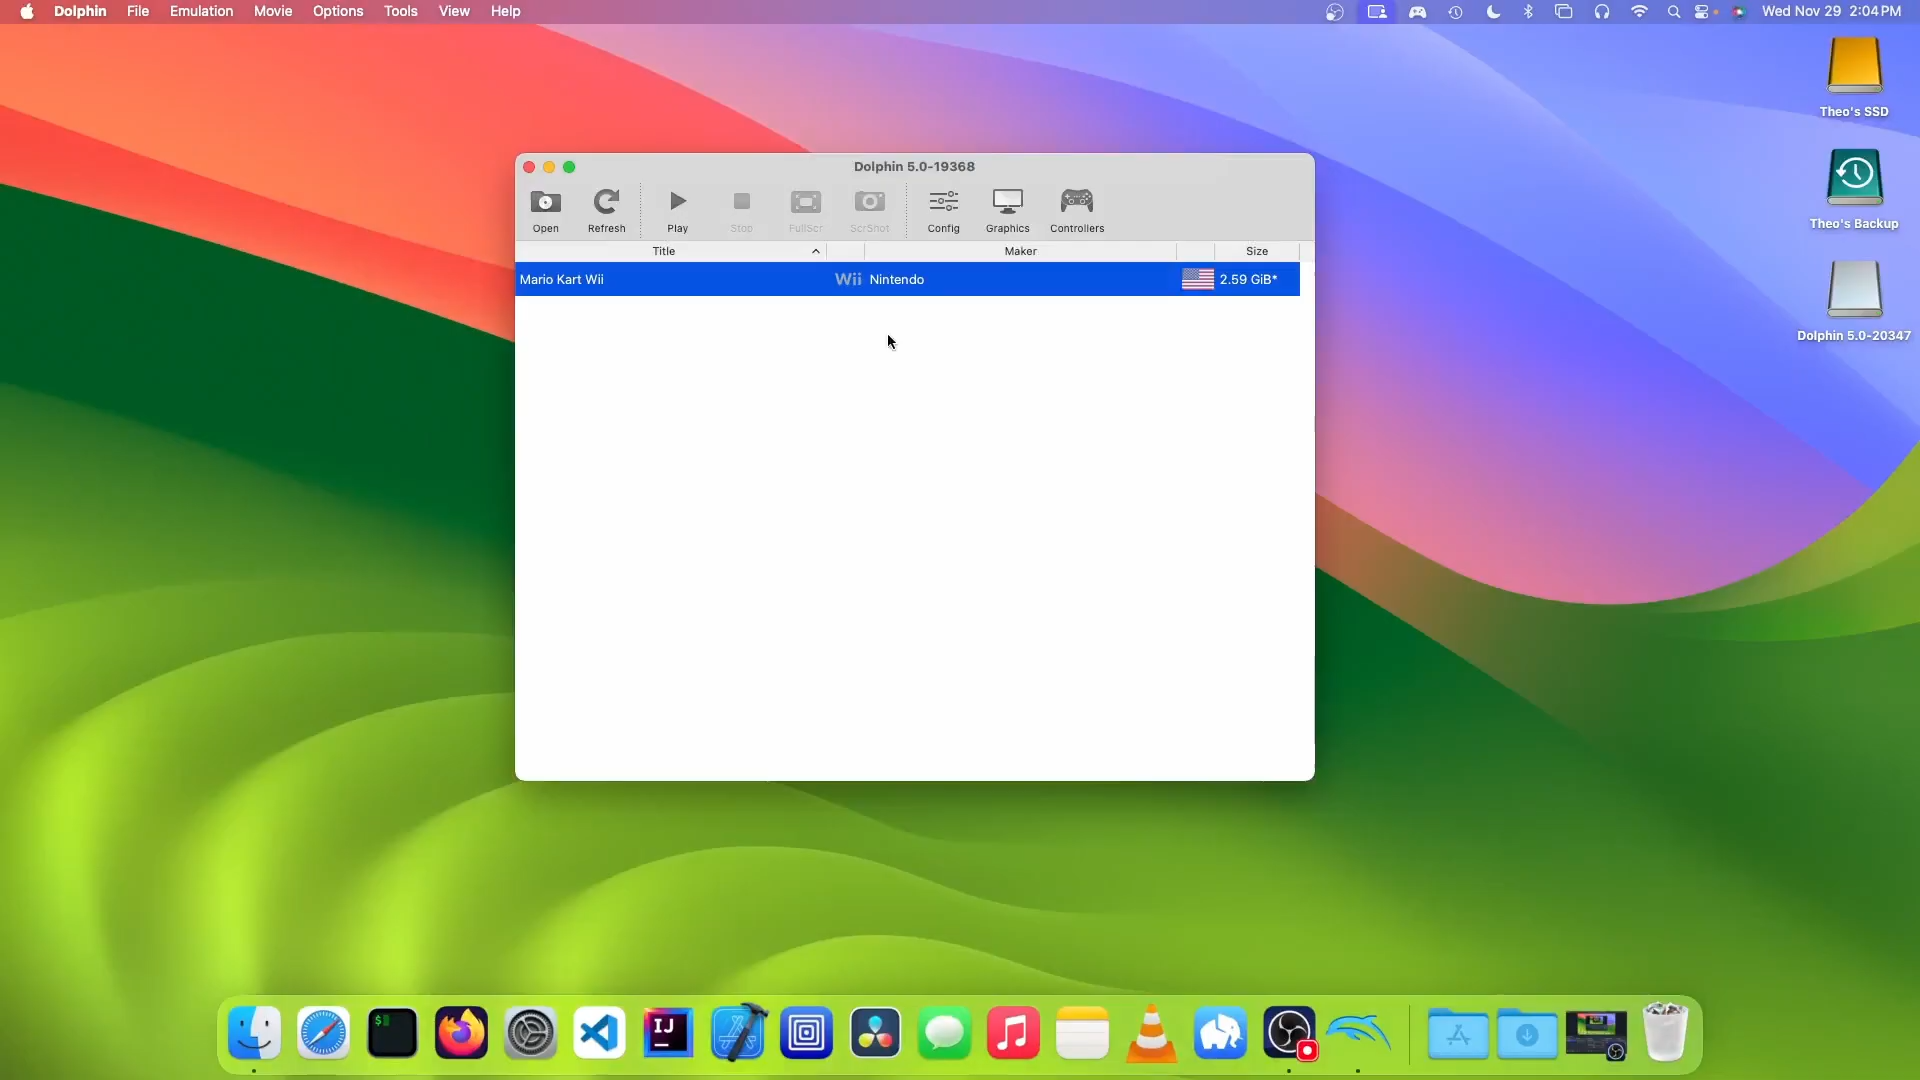 Dolphin File Emulation Movie Options Tools View Help Wed Nov 29 2:04 PM
Theo's SSD
Theo's Backup
Dolphin 5.0-20347
Dolphin 5.0-19368
Open Refresh Play Stop FullScr ScrShot Config Graphics Controllers
Title Maker Size
Mario Kart Wii Wii Nintendo 2.59 GiB*
$
IJ